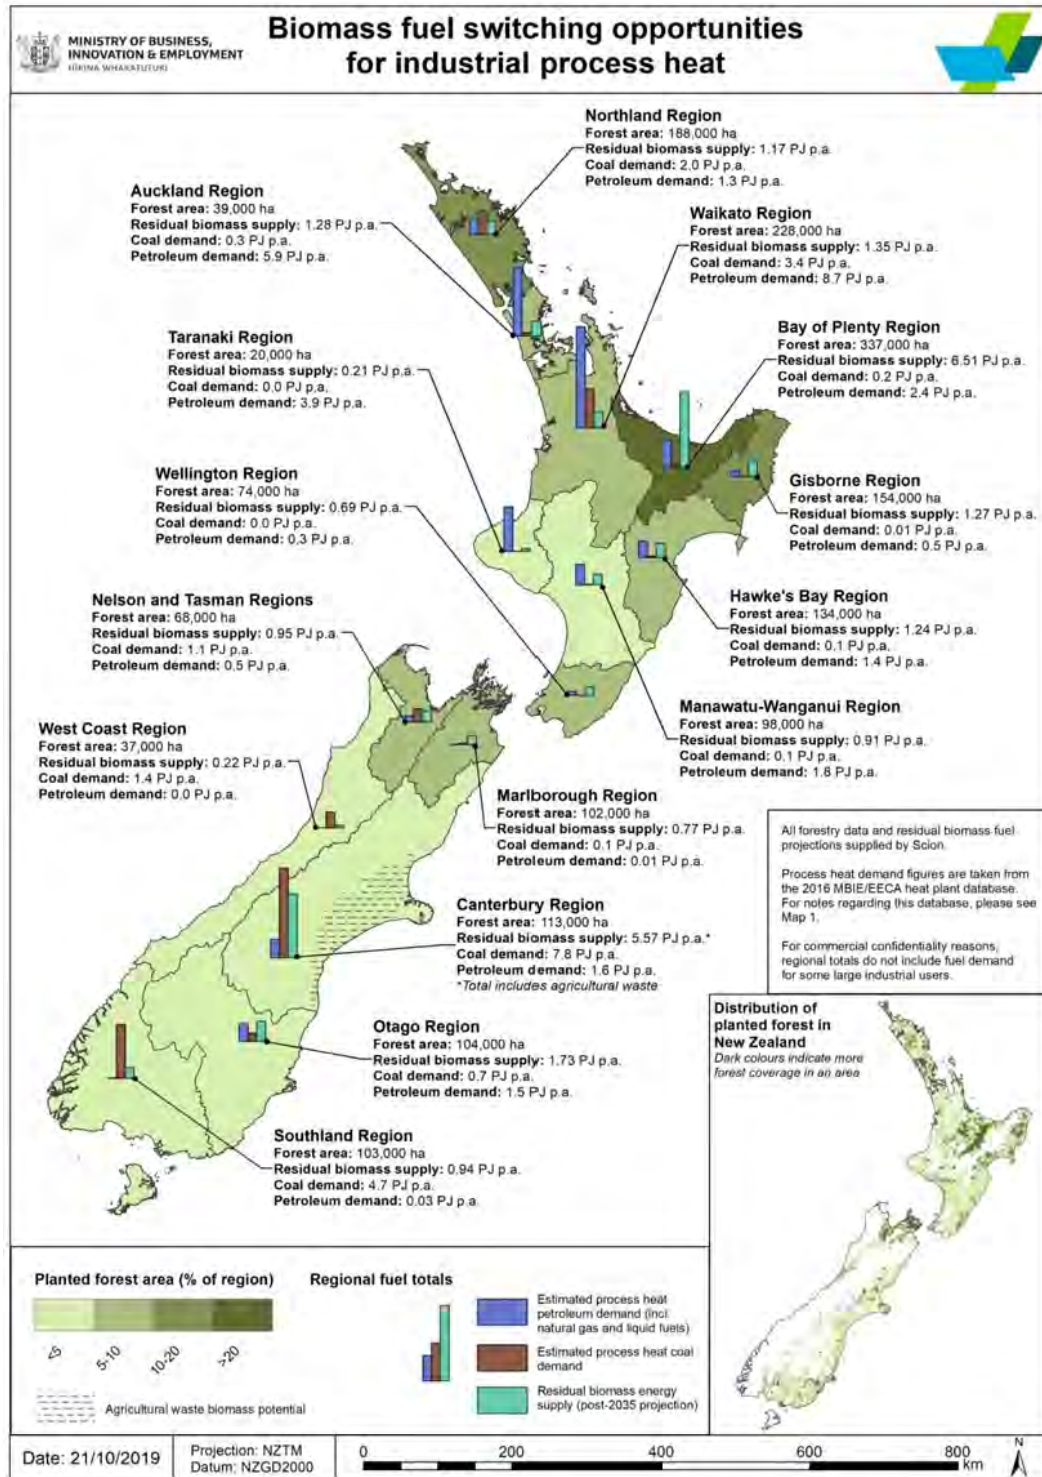 MINISTRY OF BUSINESS,
INNOVATION & EMPLOYMENT
HĪKINA WHAKATUTUKI
Biomass fuel switching opportunities
for industrial process heat
Northland Region
Forest area: 188,000 ha
Residual biomass supply: 1.17 PJ p.a.
Coal demand: 2.0 PJ p.a.
Petroleum demand: 1.3 PJ p.a.
Auckland Region
Forest area: 39,000 ha
Residual biomass supply: 1.28 PJ p.a.
Coal demand: 0.3 PJ p.a.
Petroleum demand: 5.9 PJ p.a.
Waikato Region
Forest area: 228,000 ha
Residual biomass supply: 1.35 PJ p.a.
Coal demand: 3.4 PJ p.a.
Petroleum demand: 8.7 PJ p.a.
Taranaki Region
Forest area: 20,000 ha
Residual biomass supply: 0.21 PJ p.a.
Coal demand: 0.0 PJ p.a.
Petroleum demand: 3.9 PJ p.a.
Bay of Plenty Region
Forest area: 337,000 ha
Residual biomass supply: 6.51 PJ p.a.
Coal demand: 0.2 PJ p.a.
Petroleum demand: 2.4 PJ p.a.
Wellington Region
Forest area: 74,000 ha
Residual biomass supply: 0.69 PJ p.a.
Coal demand: 0.0 PJ p.a.
Petroleum demand: 0.3 PJ p.a.
Gisborne Region
Forest area: 154,000 ha
Residual biomass supply: 1.27 PJ p.a.
Coal demand: 0.01 PJ p.a.
Petroleum demand: 0.5 PJ p.a.
Nelson and Tasman Regions
Forest area: 68,000 ha
Residual biomass supply: 0.95 PJ p.a.
Coal demand: 1.1 PJ p.a.
Petroleum demand: 0.5 PJ p.a.
Hawke's Bay Region
Forest area: 134,000 ha
Residual biomass supply: 1.24 PJ p.a.
Coal demand: 0.1 PJ p.a.
Petroleum demand: 1.4 PJ p.a.
West Coast Region
Forest area: 37,000 ha
Residual biomass supply: 0.22 PJ p.a.
Coal demand: 1.4 PJ p.a.
Petroleum demand: 0.0 PJ p.a.
Manawatu-Wanganui Region
Forest area: 98,000 ha
Residual biomass supply: 0.91 PJ p.a.
Coal demand: 0.1 PJ p.a.
Petroleum demand: 1.8 PJ p.a.
Marlborough Region
Forest area: 102,000 ha
Residual biomass supply: 0.77 PJ p.a.
Coal demand: 0.1 PJ p.a.
Petroleum demand: 0.01 PJ p.a.
Canterbury Region
Forest area: 113,000 ha
Residual biomass supply: 5.57 PJ p.a.*
Coal demand: 7.8 PJ p.a.
Petroleum demand: 1.6 PJ p.a.
*Total includes agricultural waste
Otago Region
Forest area: 104,000 ha
Residual biomass supply: 1.73 PJ p.a.
Coal demand: 0.7 PJ p.a.
Petroleum demand: 1.5 PJ p.a.
Southland Region
Forest area: 103,000 ha
Residual biomass supply: 0.94 PJ p.a.
Coal demand: 4.7 PJ p.a.
Petroleum demand: 0.03 PJ p.a.
All forestry data and residual biomass fuel
projections supplied by Scion.
Process heat demand figures are taken from
the 2016 MBIE/EECA heat plant database.
For notes regarding this database, please see
Map 1.
For commercial confidentiality reasons,
regional totals do not include fuel demand
for some large industrial users.
Distribution of
planted forest in
New Zealand
Dark colours indicate more
forest coverage in an area
Planted forest area (% of region)
<5
5-10
10-20
>20
Agricultural waste biomass potential
Regional fuel totals
Estimated process heat
petroleum demand (incl.
natural gas and liquid fuels)
Estimated process heat coal
demand
Residual biomass energy
supply (post-2035 projection)
Date: 21/10/2019
Projection: NZTM
Datum: NZGD2000
0
200
400
600
800
km
N